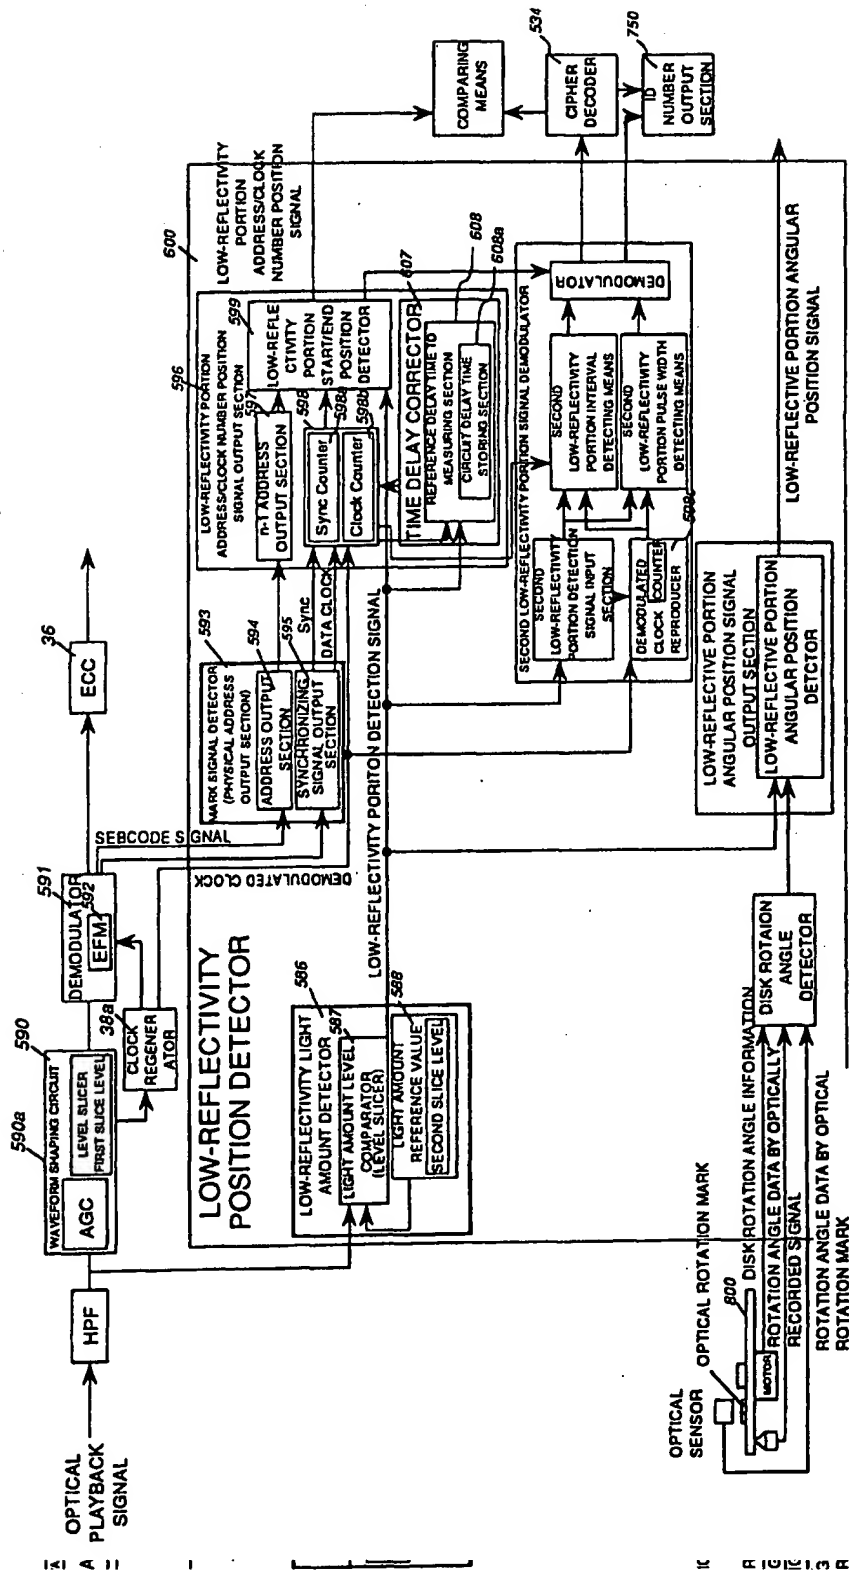 OPTICAL
PLAYBACK
SIGNAL
HPF
590a
590
WAVEFORM SHAPING CIRCUIT
AGC
LEVEL SLICER
FIRST SLICE LEVEL
38a
CLOCK
REGENER
ATOR
591
DEMODULATOR
592
EFM
36
ECC
SEBCODE SIGNAL
DEMODULATED CLOCK
LOW-REFLECTIVITY
POSITION DETECTOR
600
586
LOW-REFLECTIVITY LIGHT
AMOUNT DETECTOR
587
LIGHT AMOUNT LEVEL
COMPARATOR
(LEVEL SLICER)
588
LIGHT AMOUNT
REFERENCE VALUE
SECOND SLICE LEVEL
LOW-REFLECTIVITY PORITON DETECTION SIGNAL
593
MARK SIGNAL DETECTOR
(PHYSICAL ADDRESS
OUTPUT SECTION)
594
ADDRESS OUTPUT
SECTION
595
SYNCHRONIZING
SIGNAL OUTPUT
SECTION
Sync
DATA CLOCK
596
LOW-REFLECTIVITY PORTION
ADDRESS/CLOCK NUMBER POSITION
SIGNAL OUTPUT SECTION
597
n-1 ADDRESS
OUTPUT SECTION
598
598a
Sync Counter
598b
Clock Counter
599
LOW-REFLE
CTIVITY
PORTION
START/END
POSITION
DETECTOR
LOW-REFLECTIVITY
PORTION
ADDRESS/CLOCK
NUMBER POSITION
SIGNAL
607
TIME DELAY CORRECTOR
608
REFERENCE DELAY TIME TO
MEASURING SECTION
608a
CIRCUIT DELAY TIME
STORING SECTION
SECOND LOW-REFLECTIVITY PORTION SIGNAL DEMODULATOR
SECOND
LOW-REFLECTIVITY
PORTION DETECTION
SIGNAL INPUT
SECTION
DEMODULATED
CLOCK COUNTER
REPRODUCER
SECOND
LOW-REFLECTIVITY
PORTION INTERVAL
DETECTING MEANS
SECOND
LOW-REFLECTIVITY
PORTION PULSE WIDTH
DETECTING MEANS
DEMODULATOR
COMPARING
MEANS
534
CIPHER
DECODER
750
ID
NUMBER
OUTPUT
SECTION
LOW-REFLECTIVE PORTION
ANGULAR POSITION SIGNAL
OUTPUT SECTION
LOW-REFLECTIVE PORTION
ANGULAR POSITION
DETCTOR
LOW-REFLECTIVE PORTION ANGULAR
POSITION SIGNAL
DISK ROTAION
ANGLE
DETECTOR
OPTICAL
SENSOR
OPTICAL ROTATION MARK
800
MOTOR
DISK ROTATION ANGLE INFORMATION
ROTATION ANGLE DATA BY OPTICALLY
RECORDED SIGNAL
ROTATION ANGLE DATA BY OPTICAL
ROTATION MARK